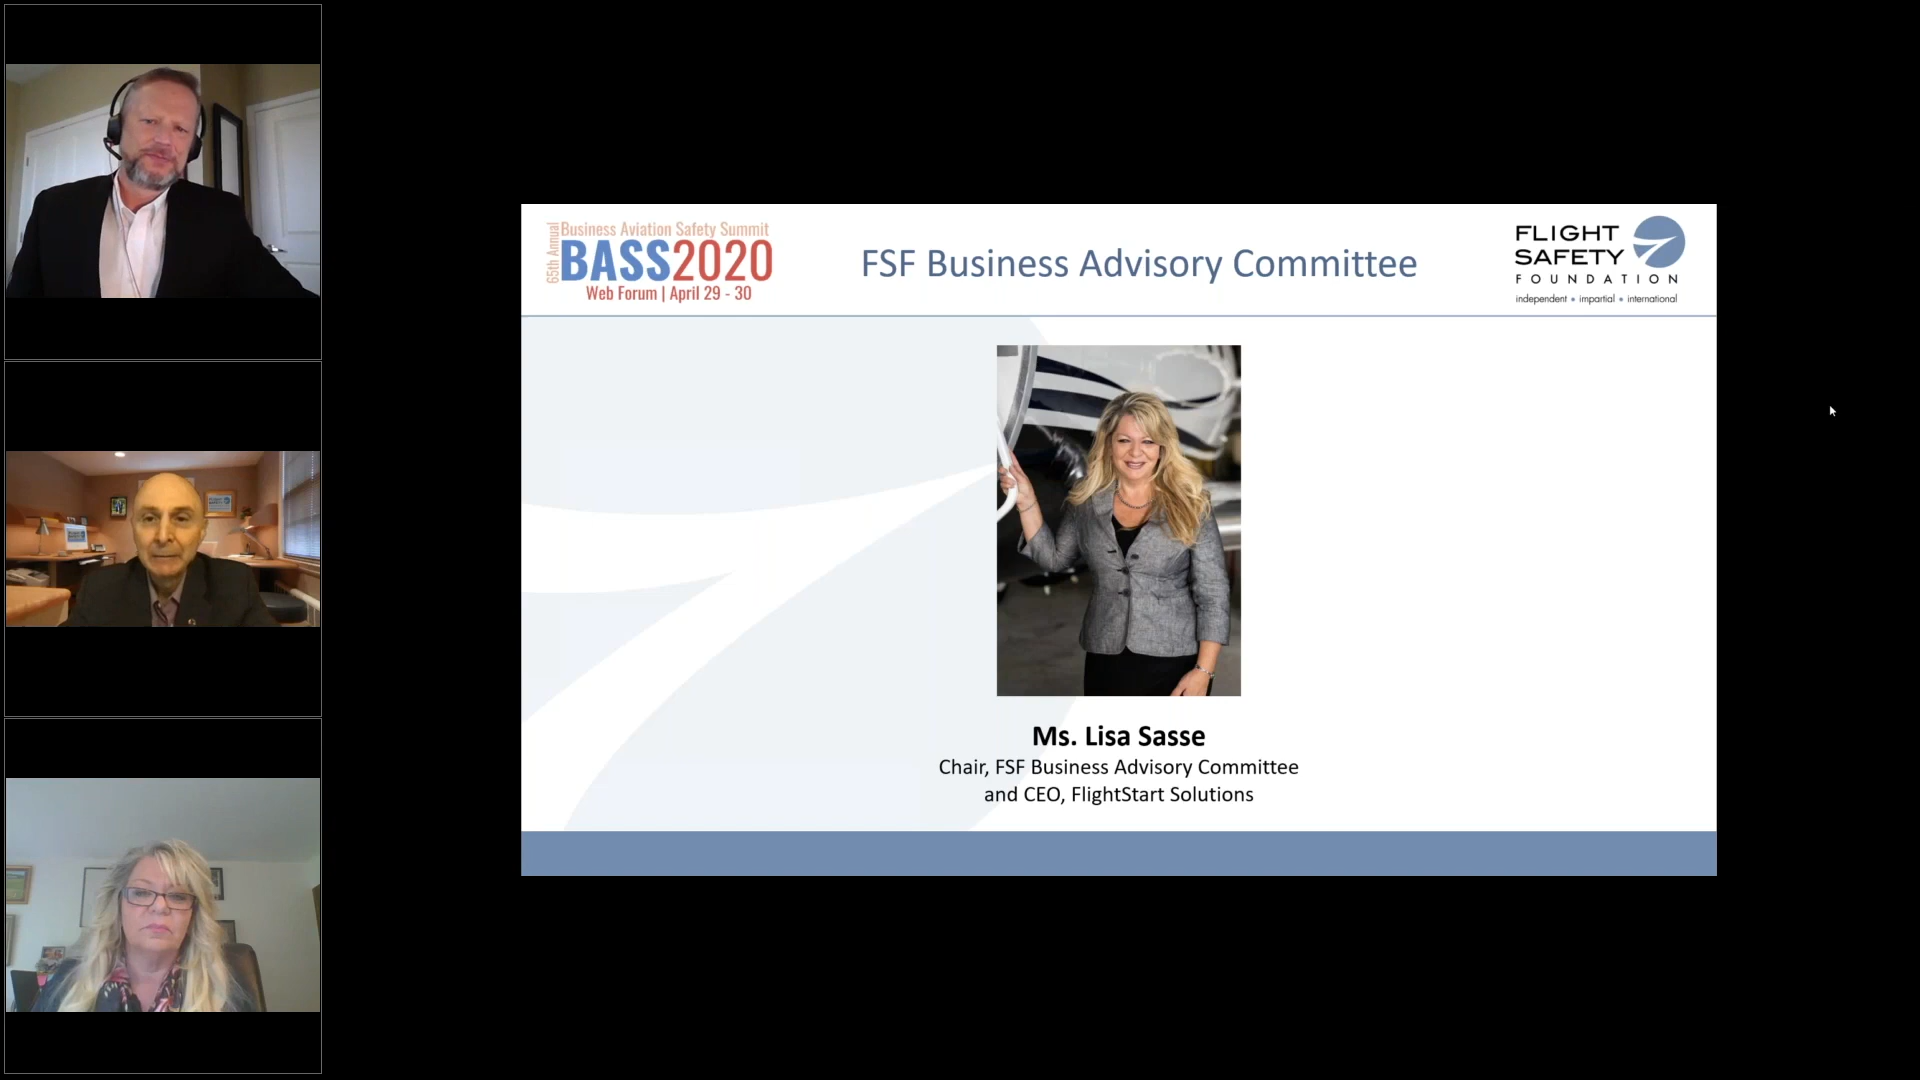 65th Annual
Business Aviation Safety Summit
BASS2020
Web Forum | April 29 - 30
FSF Business Advisory Committee
FLIGHT
SAFETY
FOUNDATION
independent • impartial • international
Ms. Lisa Sasse
Chair, FSF Business Advisory Committee
and CEO, FlightStart Solutions